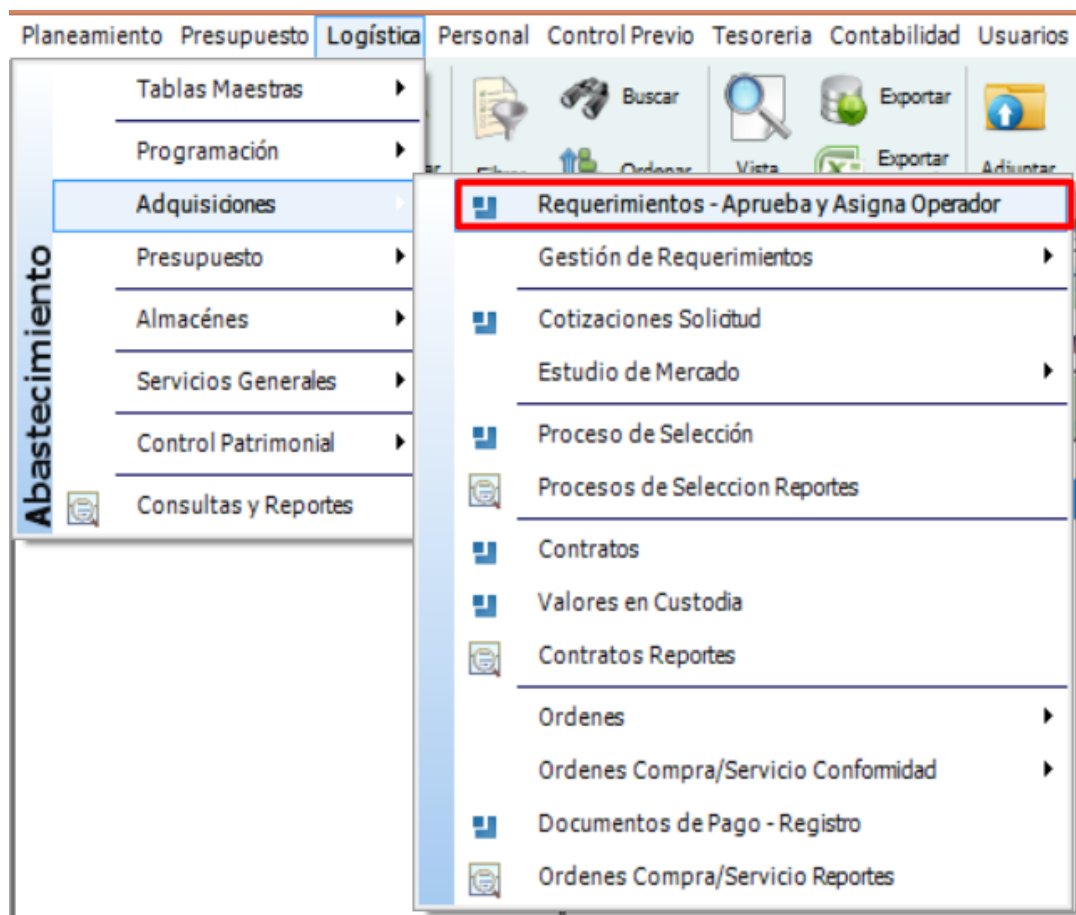 Planeamiento Presupuesto Logística Personal Control Previo Tesoreria Contabilidad Usuarios
Buscar
Exportar
Ordenar
Vista
Exportar
Adjuntar
Abastecimiento
Tablas Maestras
Programación
Adquisiciones
Presupuesto
Almacénes
Servicios Generales
Control Patrimonial
Consultas y Reportes
Requerimientos - Aprueba y Asigna Operador
Gestión de Requerimientos
Cotizaciones Solicitud
Estudio de Mercado
Proceso de Selección
Procesos de Seleccion Reportes
Contratos
Valores en Custodia
Contratos Reportes
Ordenes
Ordenes Compra/Servicio Conformidad
Documentos de Pago - Registro
Ordenes Compra/Servicio Reportes